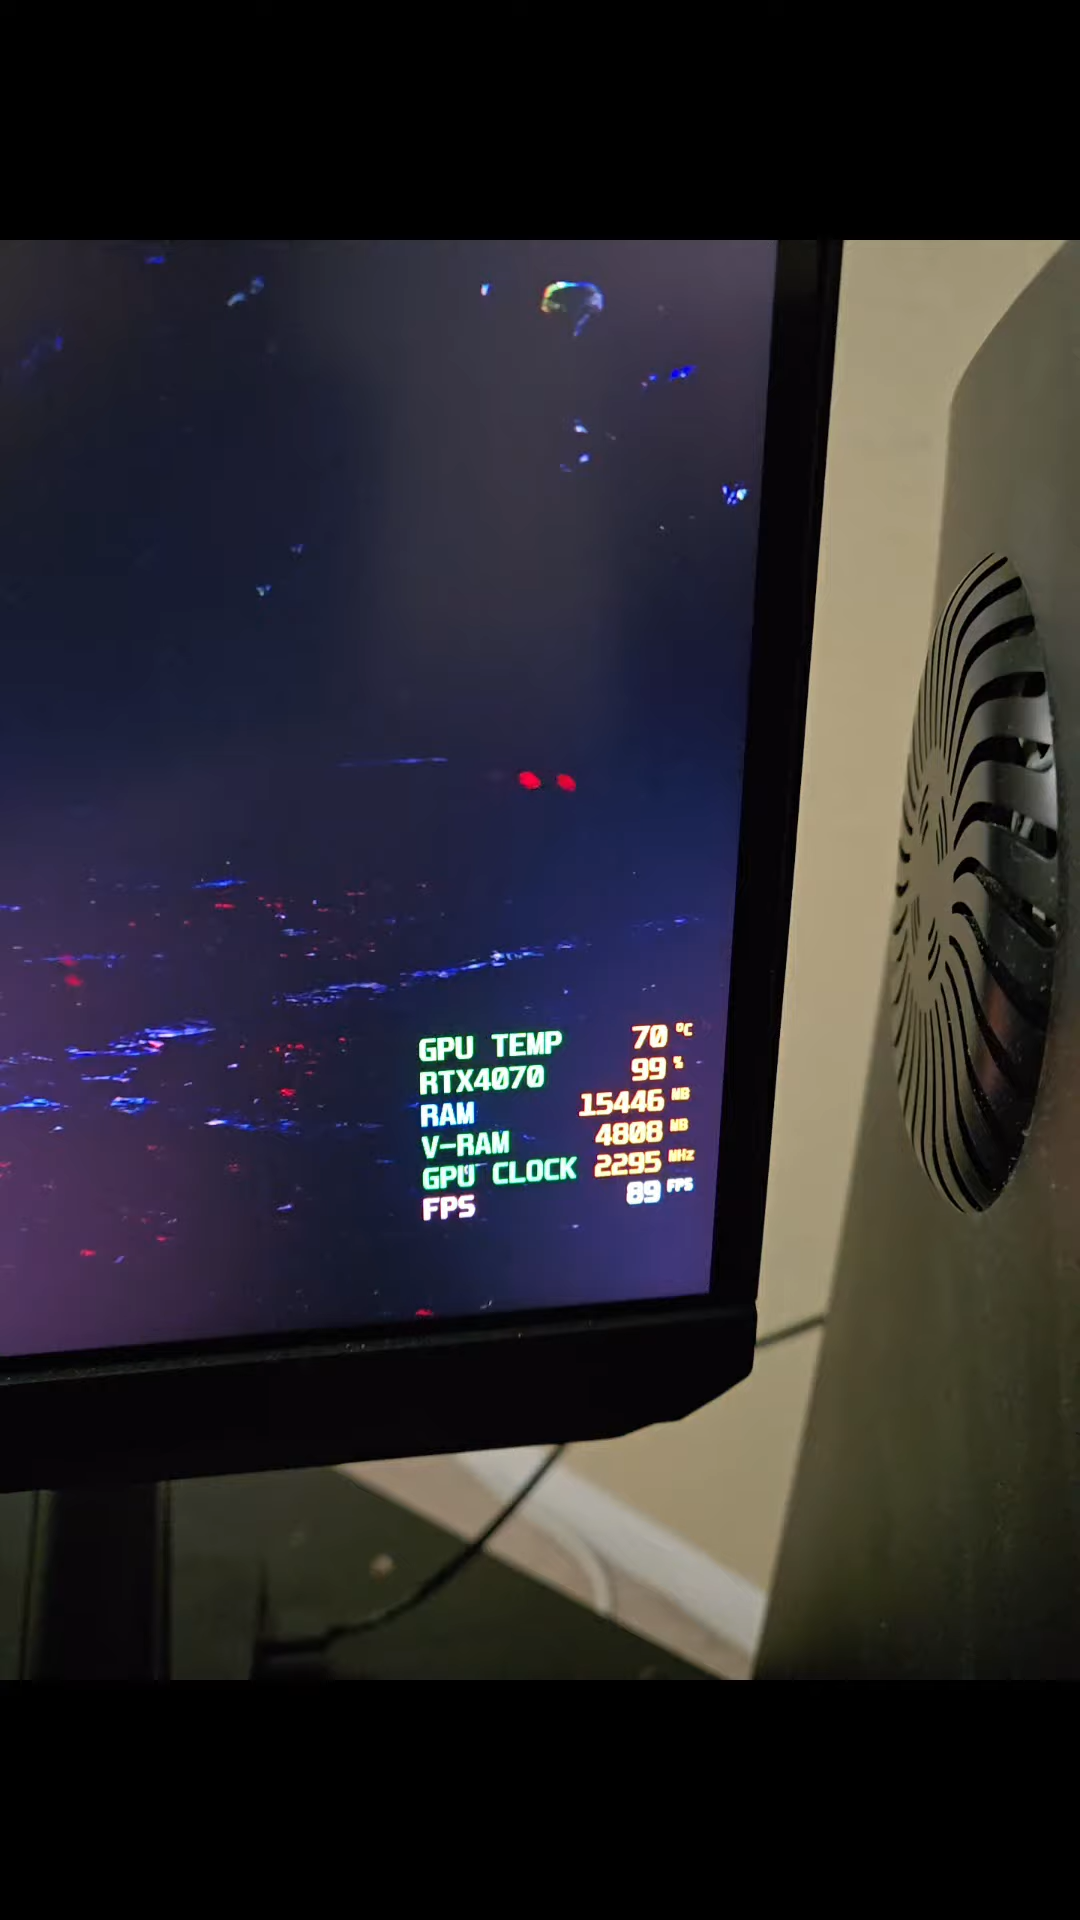 GPU TEMP 70 °C
RTX4070 99 %
RAM 15446 MB
V-RAM 4808 MB
GPU CLOCK 2295 MHz
FPS 89 FPS